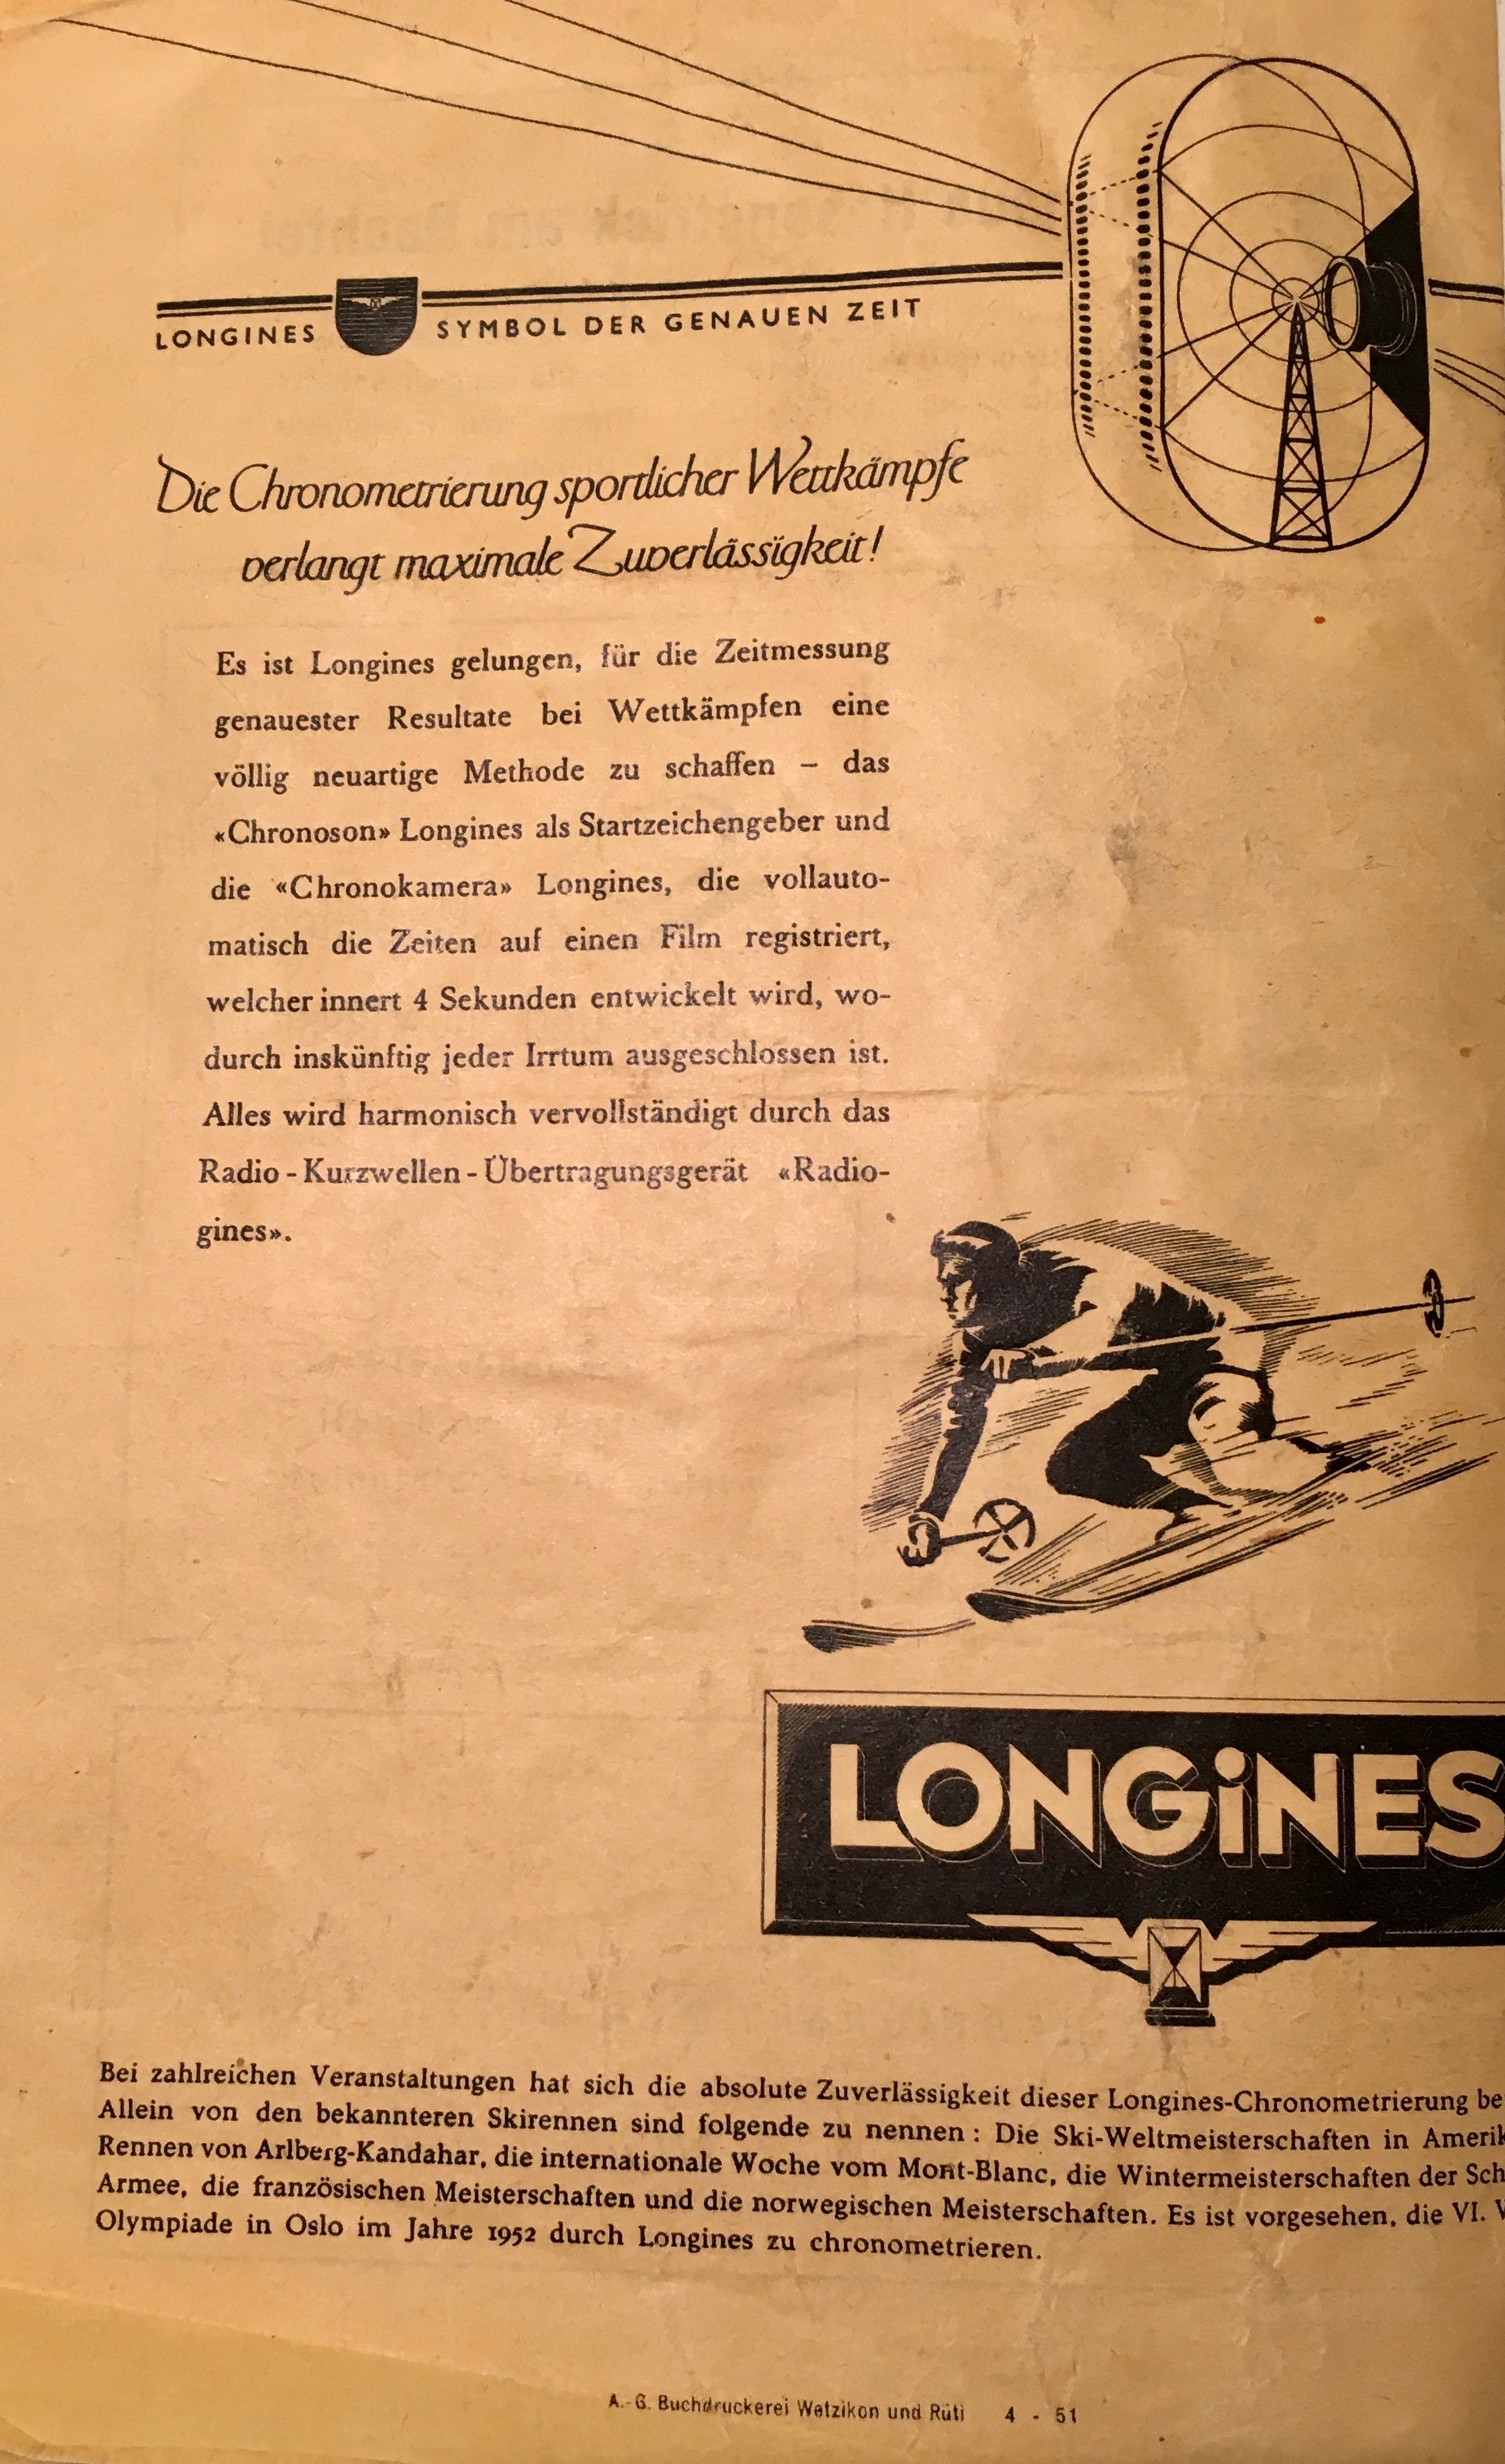 LONGINES SYMBOL DER GENAUEN ZEIT
Die Chronometrierung sportlicher Wettkämpfe
verlangt maximale Zuverlässigkeit!
Es ist Longines gelungen, für die Zeitmessung
genauester Resultate bei Wettkämpfen eine
völlig neuartige Methode zu schaffen – das
«Chronoson» Longines als Startzeichengeber und
die «Chronokamera» Longines, die vollauto-
matisch die Zeiten auf einen Film registriert,
welcher innert 4 Sekunden entwickelt wird, wo-
durch inskünftig jeder Irrtum ausgeschlossen ist.
Alles wird harmonisch vervollständigt durch das
Radio-Kurzwellen-Übertragungsgerät «Radio-
gines».
LONGiNES
Bei zahlreichen Veranstaltungen hat sich die absolute Zuverlässigkeit dieser Longines-Chronometrierung be
Allein von den bekannteren Skirennen sind folgende zu nennen: Die Ski-Weltmeisterschaften in Amerik
Rennen von Arlberg-Kandahar, die internationale Woche vom Mont-Blanc, die Wintermeisterschaften der Sch
Armee, die französischen Meisterschaften und die norwegischen Meisterschaften. Es ist vorgesehen, die VI.
Olympiade in Oslo im Jahre 1952 durch Longines zu chronometrieren.
A.-G. Buchdruckerei Wetzikon und Rüti 4 - 51